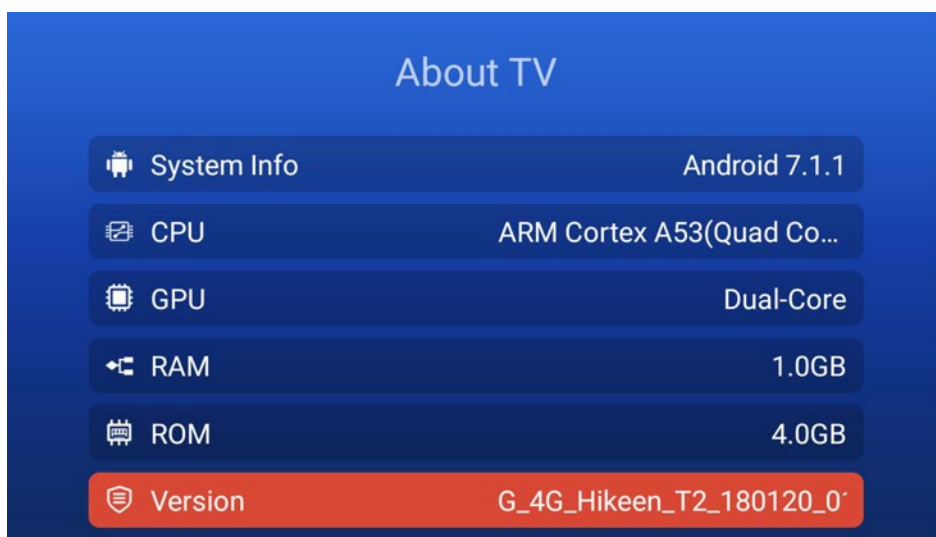 About TV
System Info Android 7.1.1
CPU ARM Cortex A53(Quad Co...
GPU Dual-Core
RAM 1.0GB
ROM 4.0GB
Version G_4G_Hikeen_T2_180120_0